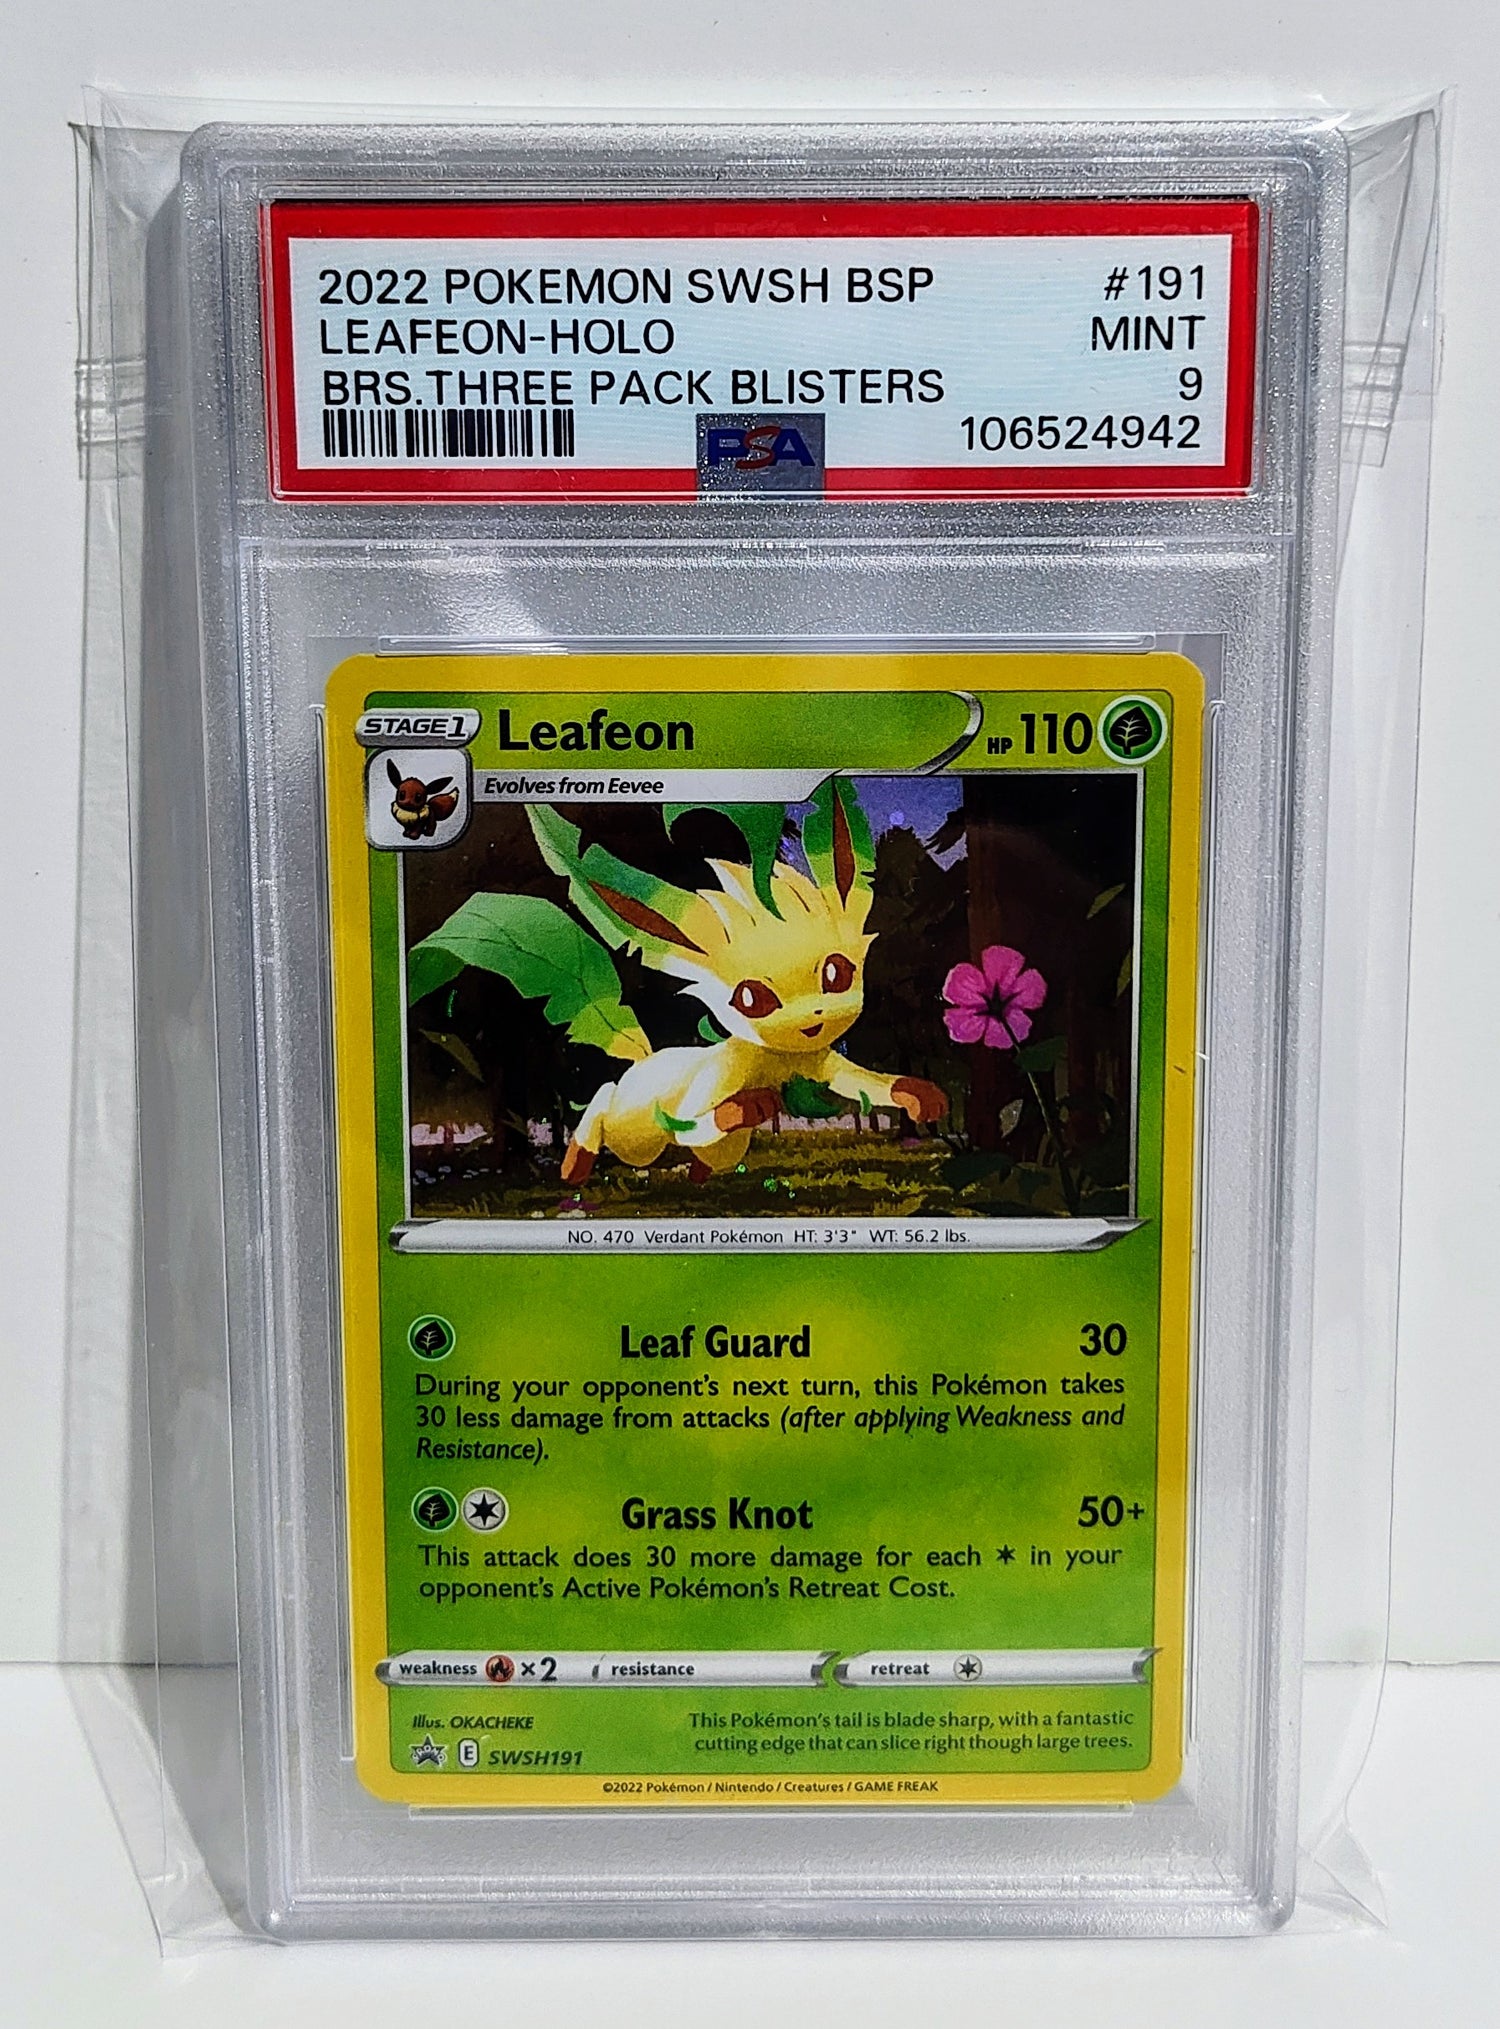 2022 POKEMON SWSH BSP #191
LEAFEON-HOLO MINT
BRS.THREE PACK BLISTERS 9
PSA 106524942
STAGE 1 Leafeon HP 110
Evolves from Eevee
NO. 470 Verdant Pokémon HT: 3'3" WT: 56.2 lbs.
Leaf Guard 30
During your opponent's next turn, this Pokémon takes
30 less damage from attacks (after applying Weakness and
Resistance).
Grass Knot 50+
This attack does 30 more damage for each ✶ in your
opponent's Active Pokémon's Retreat Cost.
weakness ×2 resistance retreat
Illus. OKACHEKE
This Pokémon's tail is blade sharp, with a fantastic
cutting edge that can slice right though large trees.
E SWSH191
©2022 Pokémon / Nintendo / Creatures / GAME FREAK